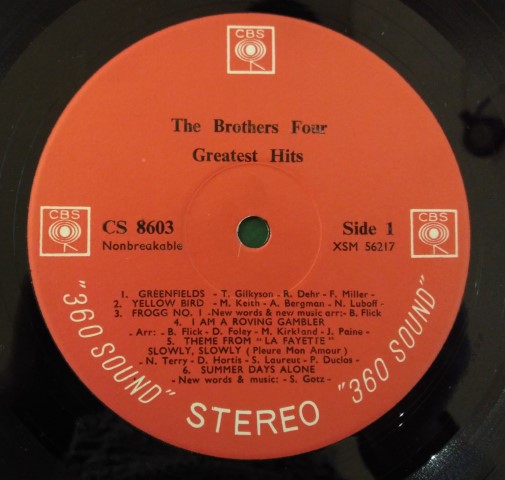 CBS
The Brothers Four
Greatest Hits
CBS
CBS
CS 8603
Side 1
Nonbreakable
XSM 56217
1. GREENFIELDS - T. Gilkyson - R. Dehr - F. Miller -
2. YELLOW BIRD - M. Keith - A. Bergman - N. Luboff -
3. FROGG NO. 1 -New words & new music arr:- B. Flick
4. I AM A ROVING GAMBLER
- Arr: - B. Flick - D. Foley - M. Kirkland - J. Paine -
5. THEME FROM "LA FAYETTE"
SLOWLY, SLOWLY (Pleure Mon Amour)
- N. Terry - D. Hortis - S. Laureut - P. Duclos -
6. SUMMER DAYS ALONE
- New words & music: - S. Gotz -
"360 SOUND" STEREO "360 SOUND"